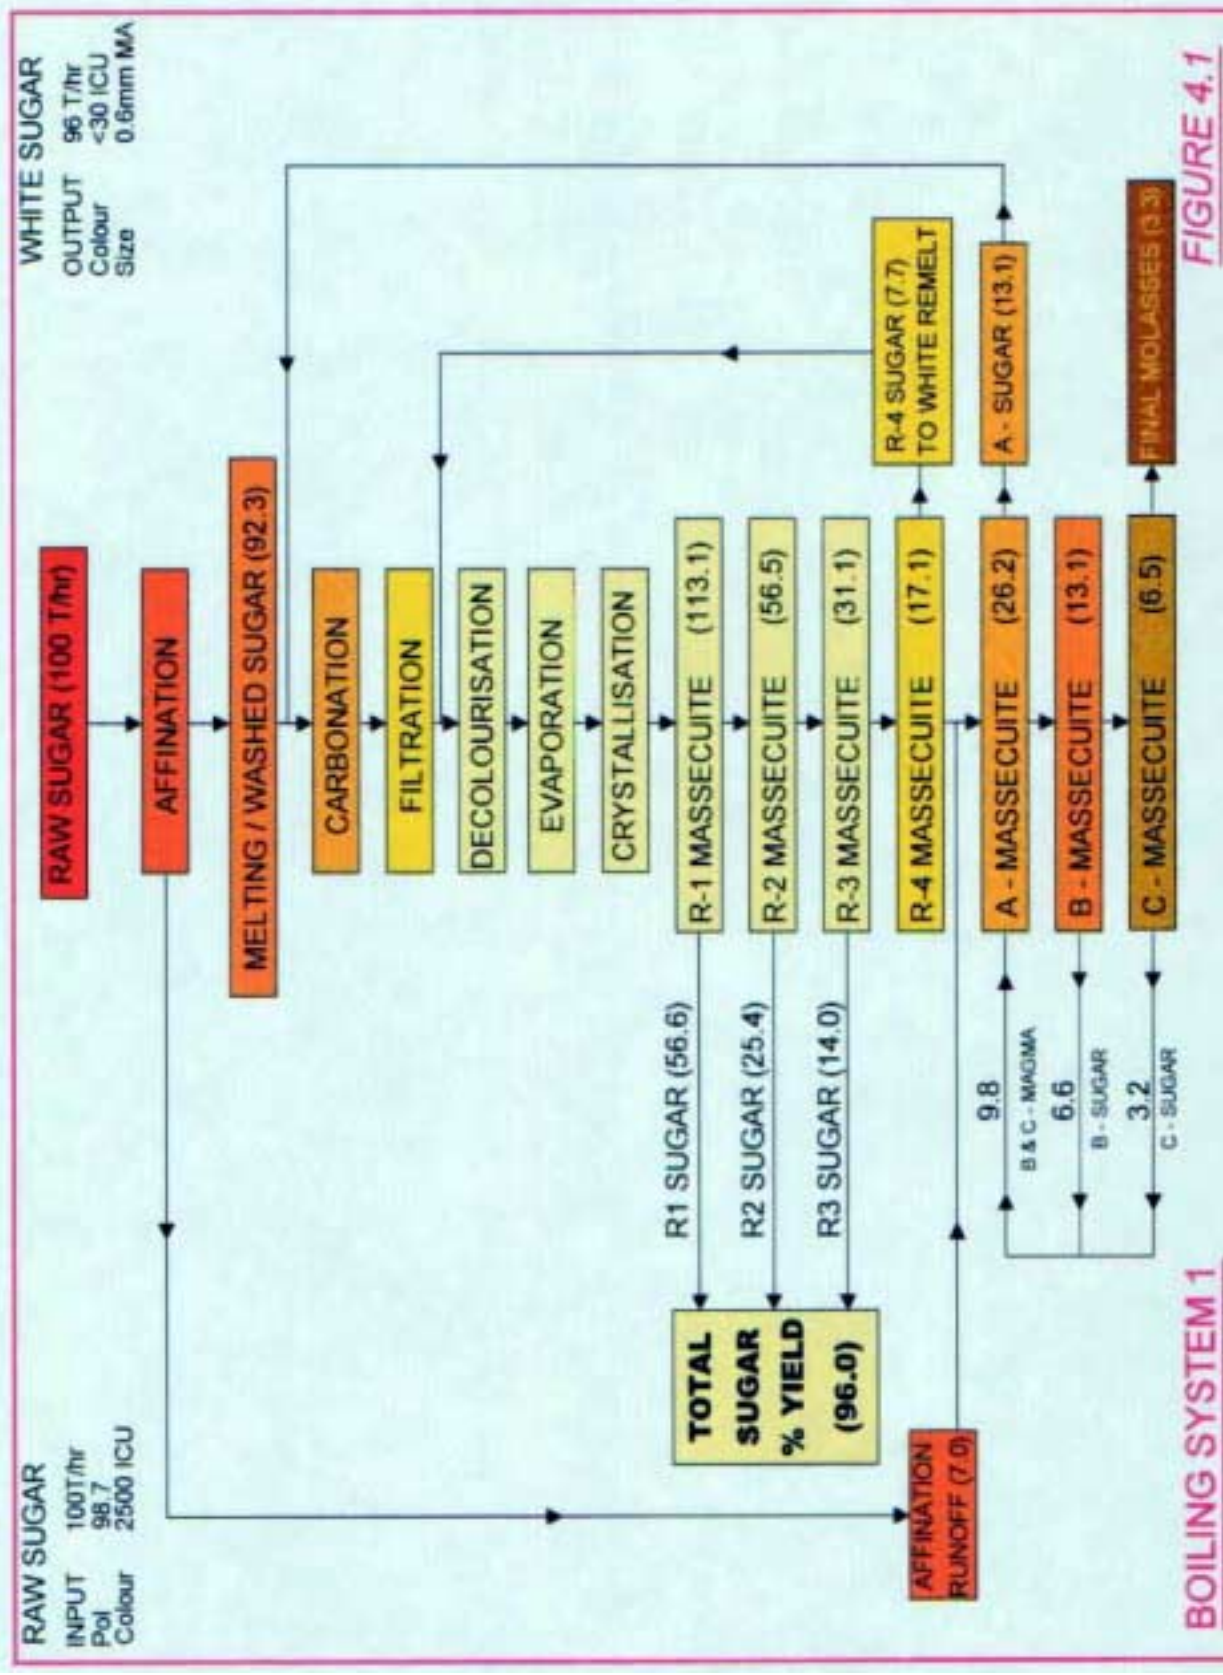 RAW SUGAR
INPUT 100T/hr
Pol 98.7
Colour 2500 ICU
WHITE SUGAR
OUTPUT 96 T/hr
Colour <30 ICU
Size 0.6mm MA
RAW SUGAR (100 T/hr)
AFFINATION
MELTING / WASHED SUGAR (92.3)
CARBONATION
FILTRATION
DECOLOURISATION
EVAPORATION
CRYSTALLISATION
R1 SUGAR (56.6)
R-1 MASSECUITE (113.1)
R2 SUGAR (25.4)
R-2 MASSECUITE (56.5)
R3 SUGAR (14.0)
R-3 MASSECUITE (31.1)
TOTAL
SUGAR
% YIELD
(96.0)
R-4 MASSECUITE (17.1)
R-4 SUGAR (7.7)
TO WHITE REMELT
AFFINATION
RUNOFF (7.0)
9.8
B & C - MAGMA
A - MASSECUITE (26.2)
A - SUGAR (13.1)
6.6
B - SUGAR
B - MASSECUITE (13.1)
3.2
C - SUGAR
C - MASSECUITE (6.5)
FINAL MOLASSES (3.3)
BOILING SYSTEM 1
FIGURE 4.1